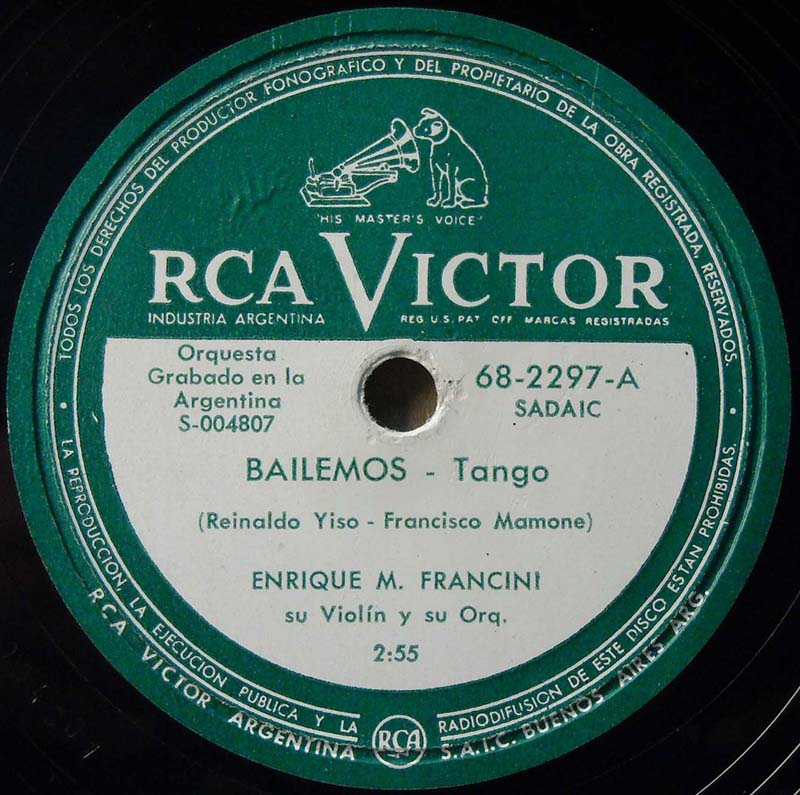 TODOS LOS DERECHOS DEL PRODUCTOR FONOGRAFICO Y DEL PROPIETARIO DE LA OBRA REGISTRADA, RESERVADOS.
"HIS MASTER'S VOICE"
RCA VICTOR
INDUSTRIA ARGENTINA REG. U.S. PAT. OFF. MARCAS REGISTRADAS
Orquesta
Grabado en la
Argentina
S-004807
68-2297-A
SADAIC
BAILEMOS - Tango
(Reinaldo Yiso - Francisco Mamone)
ENRIQUE M. FRANCINI
su Violín y su Orq.
2:55
LA REPRODUCCION, LA EJECUCION PUBLICA Y LA RADIODIFUSIÓN DE ESTE DISCO ESTAN PROHIBIDAS.
RCA VICTOR ARGENTINA RCA S.A.I.C. BUENOS AIRES ARG.